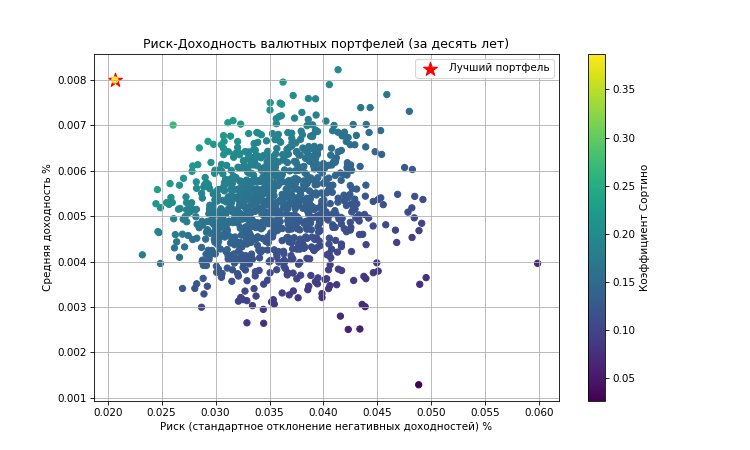 Риск-Доходность валютных портфелей (за десять лет)
Лучший портфель
Средняя доходность %
0.008
0.007
0.006
0.005
0.004
0.003
0.002
0.001
0.020 0.025 0.030 0.035 0.040 0.045 0.050 0.055 0.060
Риск (стандартное отклонение негативных доходностей) %
0.35
0.30
0.25
0.20
0.15
0.10
0.05
Коэффициент Сортино